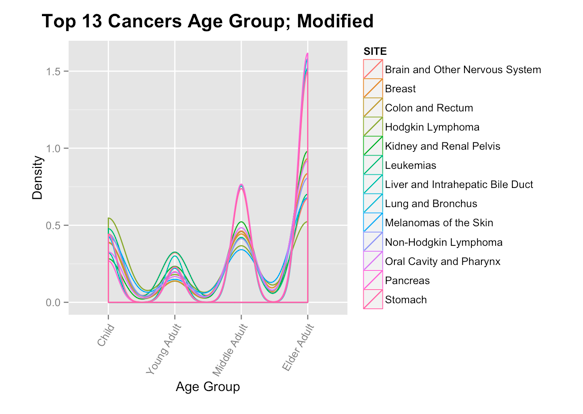 Top 13 Cancers Age Group; Modified
1.5
1.0
0.5
0.0
Density
Child
Young Adult
Middle Adult
Elder Adult
Age Group
SITE
Brain and Other Nervous System
Breast
Colon and Rectum
Hodgkin Lymphoma
Kidney and Renal Pelvis
Leukemias
Liver and Intrahepatic Bile Duct
Lung and Bronchus
Melanomas of the Skin
Non-Hodgkin Lymphoma
Oral Cavity and Pharynx
Pancreas
Stomach